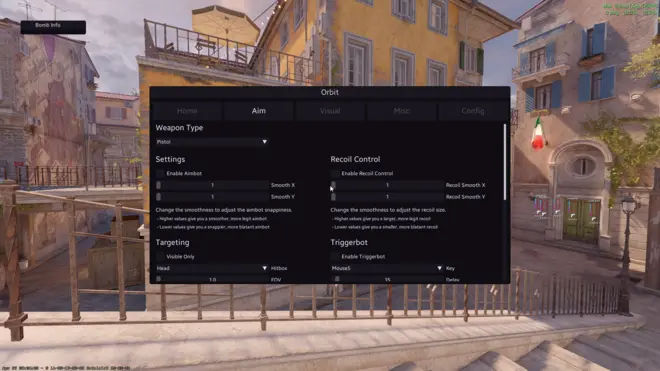 Bomb Info
Orbit
Home
Aim
Visual
Misc
Config
Weapon Type
Pistol
Settings
Enable Aimbot
1
Smooth X
1
Smooth Y
Change the smoothness to adjust the aimbot snappiness.
- Higher values give you a smoother, more legit aimbot
- Lower values give you a snappier, more blatant aimbot
Targeting
Visible Only
Head
Hitbox
FOV
Recoil Control
Enable Recoil Control
1
Recoil Smooth X
1
Recoil Smooth Y
Change the smoothness to adjust the recoil size.
- Higher values give you a larger, more legit recoil
- Lower values give you a smaller, more blatant recoil
Triggerbot
Enable Triggerbot
Mouse5
Key
Delay